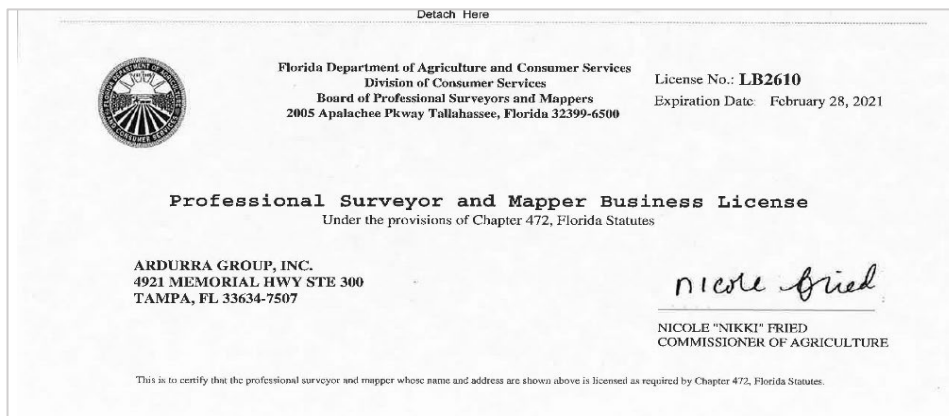 Detach Here
Florida Department of Agriculture and Consumer Services
Division of Consumer Services
Board of Professional Surveyors and Mappers
2005 Apalachee Pkway Tallahassee, Florida 32399-6500
License No.: LB2610
Expiration Date: February 28, 2021
Professional Surveyor and Mapper Business License
Under the provisions of Chapter 472, Florida Statutes
ARDURRA GROUP, INC.
4921 MEMORIAL HWY STE 300
TAMPA, FL 33634-7507
nicole fried
NICOLE "NIKKI" FRIED
COMMISSIONER OF AGRICULTURE
This is to certify that the professional surveyor and mapper whose name and address are shown above is licensed as required by Chapter 472, Florida Statutes.